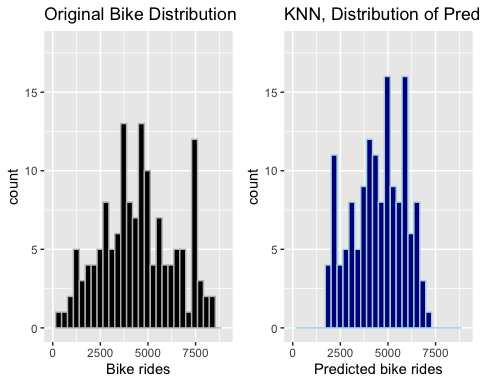 Original Bike Distribution
KNN, Distribution of Pred
count
15
10
5
0
0 2500 5000 7500
Bike rides
count
15
10
5
0
0 2500 5000 7500
Predicted bike rides